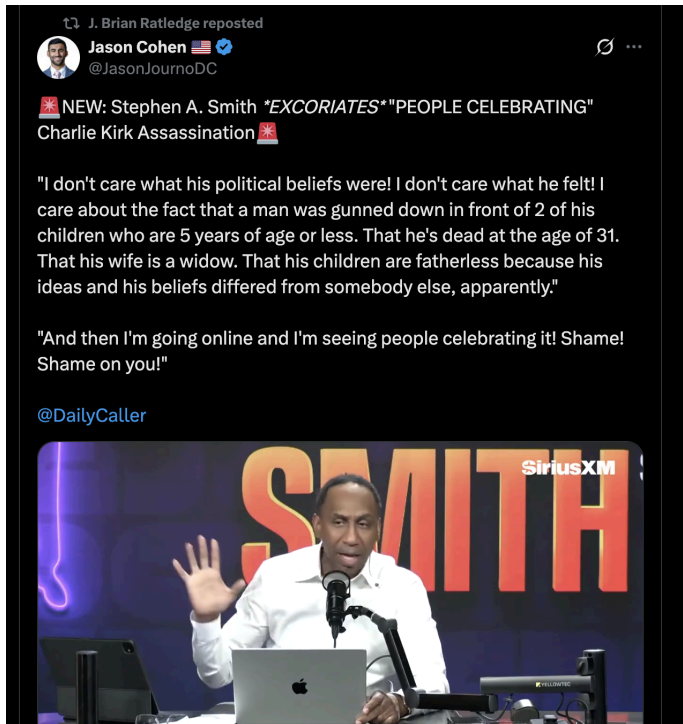 J. Brian Ratledge reposted
Jason Cohen 🇺🇸
@JasonJournoDC
🚨NEW: Stephen A. Smith *EXCORIATES* "PEOPLE CELEBRATING"
Charlie Kirk Assassination🚨
"I don't care what his political beliefs were! I don't care what he felt! I
care about the fact that a man was gunned down in front of 2 of his
children who are 5 years of age or less. That he's dead at the age of 31.
That his wife is a widow. That his children are fatherless because his
ideas and his beliefs differed from somebody else, apparently."
"And then I'm going online and I'm seeing people celebrating it! Shame!
Shame on you!"
@DailyCaller
SiriusXM
SMITH
YELLOWTEC